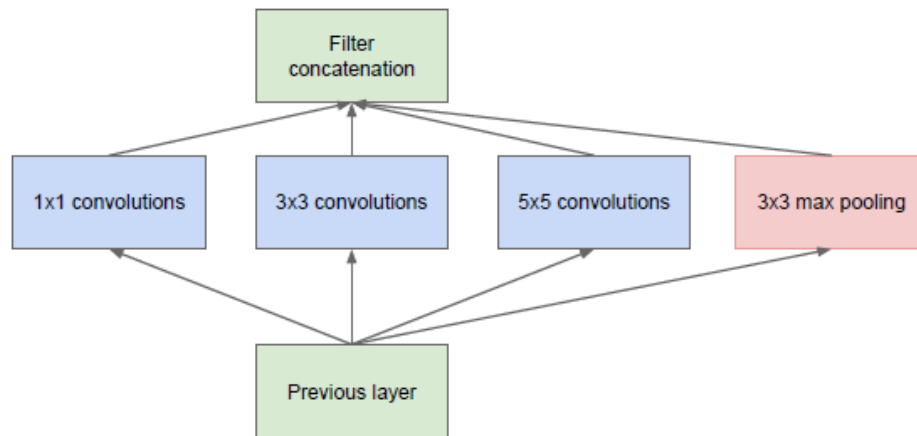 Filter
concatenation
1x1 convolutions
3x3 convolutions
5x5 convolutions
3x3 max pooling
Previous layer